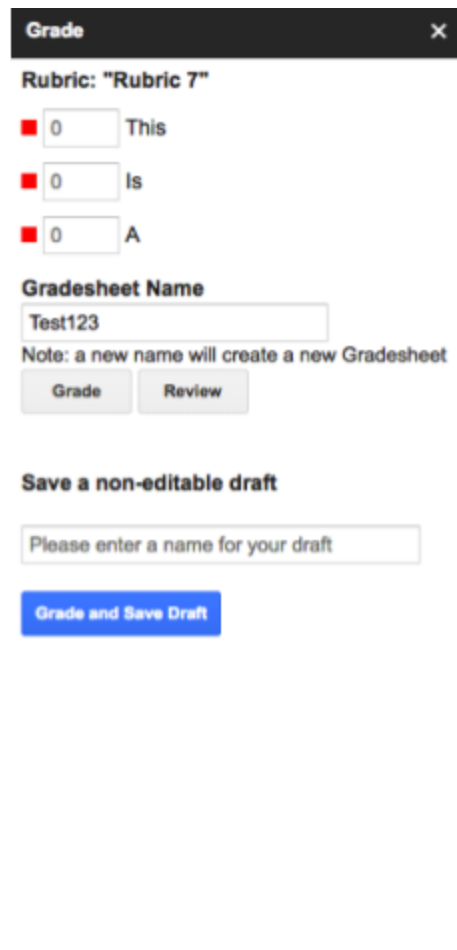 Grade ×
Rubric: "Rubric 7"
0 This
0 Is
0 A
Gradesheet Name
Test123
Note: a new name will create a new Gradesheet
Grade Review
Save a non-editable draft
Please enter a name for your draft
Grade and Save Draft